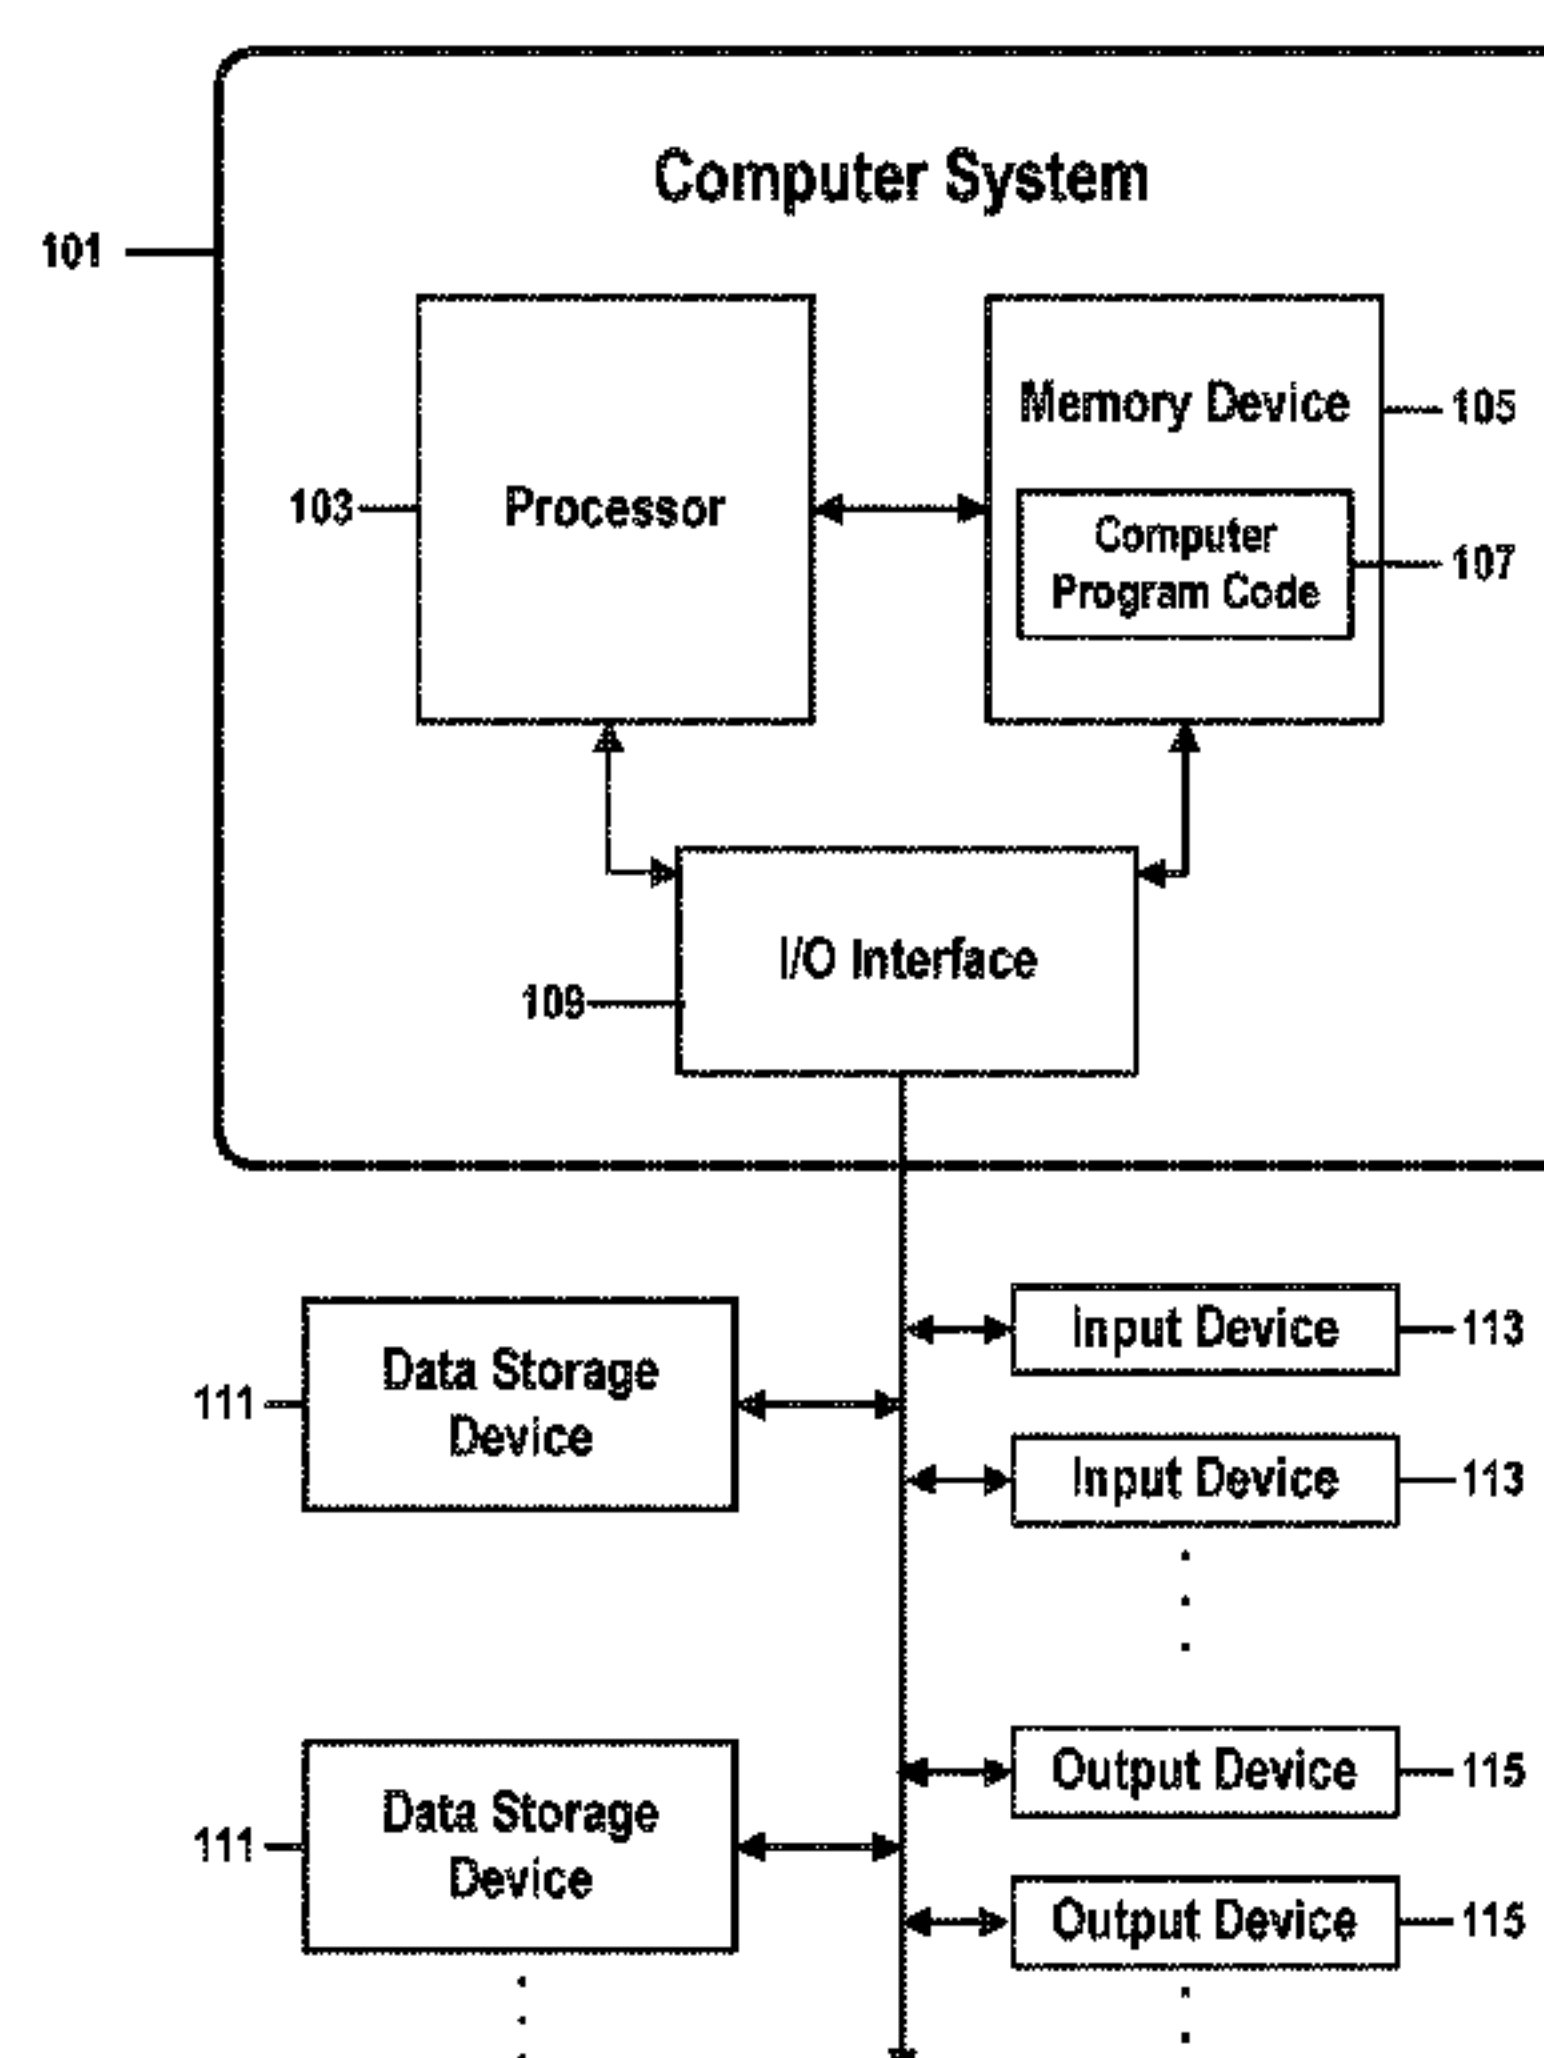 Computer System
101
Memory Device
105
103
Processor
Computer
Program Code
107
I/O Interface
109
Input Device
113
Data Storage
Device
111
Input Device
113
Output Device
115
Data Storage
Device
111
Output Device
115